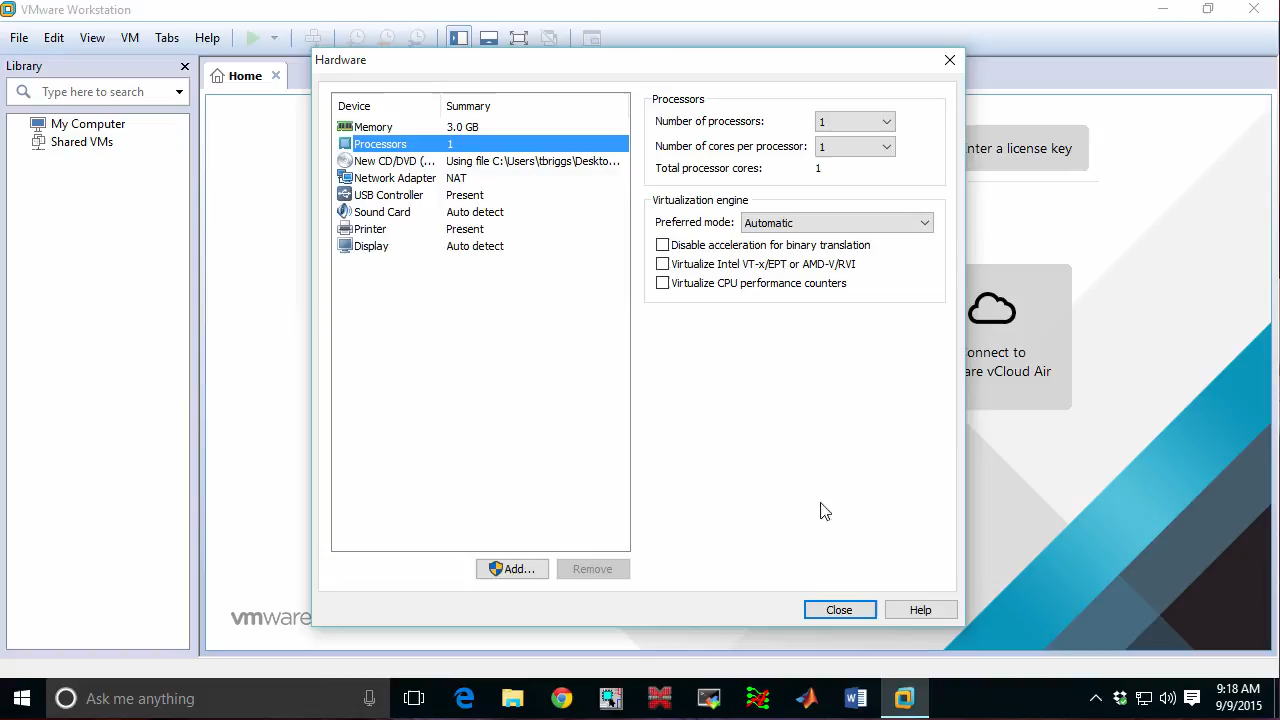 VMware Workstation
File Edit View VM Tabs Help
Library
Type here to search
My Computer
Shared VMs
Home
Hardware
Device Summary
Memory 3.0 GB
Processors 1
New CD/DVD (... Using file C:\Users\tbriggs\Deskto...
Network Adapter NAT
USB Controller Present
Sound Card Auto detect
Printer Present
Display Auto detect
Add... Remove
Processors
Number of processors: 1
Number of cores per processor: 1
Total processor cores: 1
Virtualization engine
Preferred mode: Automatic
Disable acceleration for binary translation
Virtualize Intel VT-x/EPT or AMD-V/RVI
Virtualize CPU performance counters
Close Help
nter a license key
onnect to
are vCloud Air
vmware
Ask me anything
9:18 AM
9/9/2015